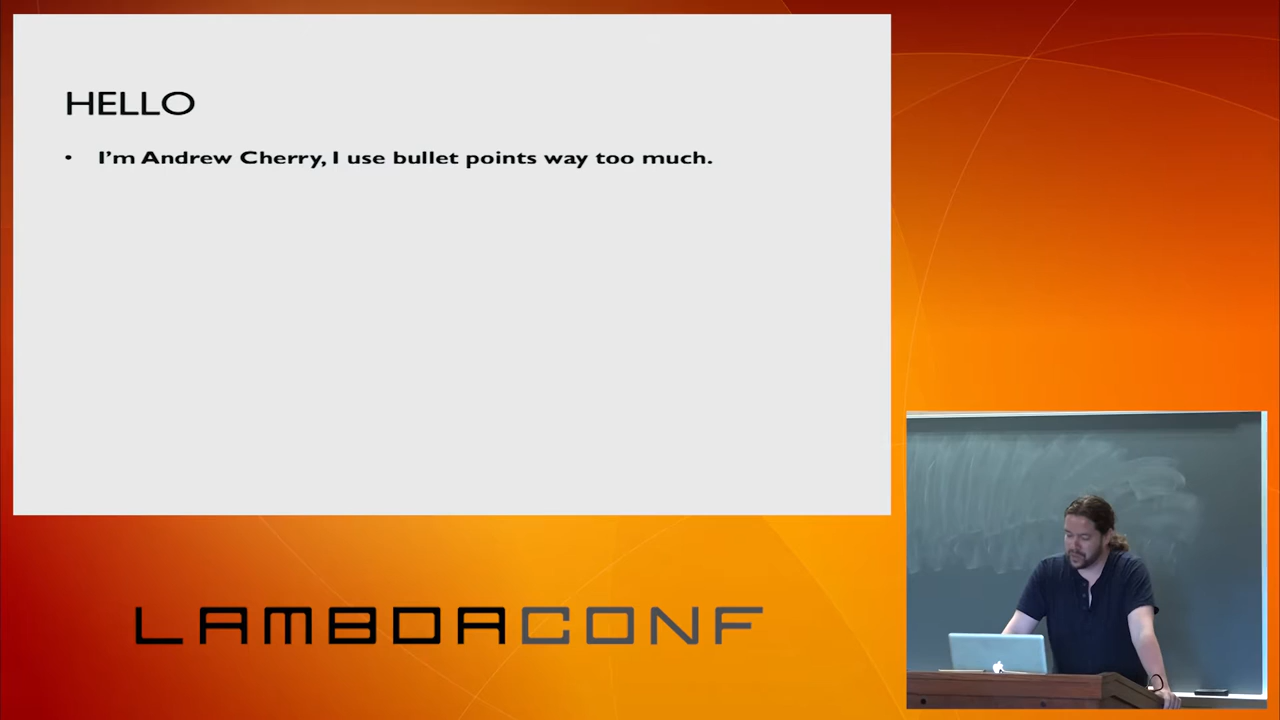 HELLO
• I'm Andrew Cherry, I use bullet points way too much.
LAMBDACONF